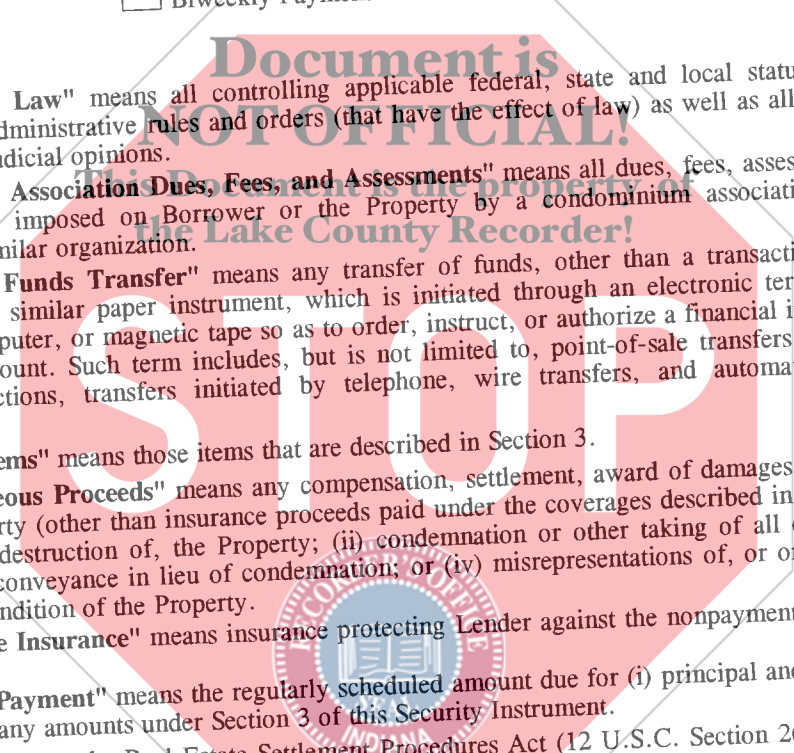 Biweekly Payment
Document is
Law" means all controlling applicable federal, state and local statu
NOT OFFICIAL!
dministrative rules and orders (that have the effect of law) as well as all
udicial opinions.
This Document is the property of
Association Dues, Fees, and Assessments" means all dues, fees, asses
imposed on Borrower or the Property by a condominium associati
the Lake County Recorder!
milar organization.
Funds Transfer" means any transfer of funds, other than a transacti
similar paper instrument, which is initiated through an electronic ter
puter, or magnetic tape so as to order, instruct, or authorize a financial i
ount. Such term includes, but is not limited to, point-of-sale transfers
ctions, transfers initiated by telephone, wire transfers, and automa
STOP
ems" means those items that are described in Section 3.
eous Proceeds" means any compensation, settlement, award of damages
rty (other than insurance proceeds paid under the coverages described in
destruction of, the Property; (ii) condemnation or other taking of all
conveyance in lieu of condemnation; or (iv) misrepresentations of, or o
ndition of the Property.
e Insurance" means insurance protecting Lender against the nonpayment
RECORDER'S OFFICE
Payment" means the regularly scheduled amount due for (i) principal and
any amounts under Section 3 of this Security Instrument.
INDIANA
Real Estate Settlement Procedures Act (12 U.S.C. Section 26